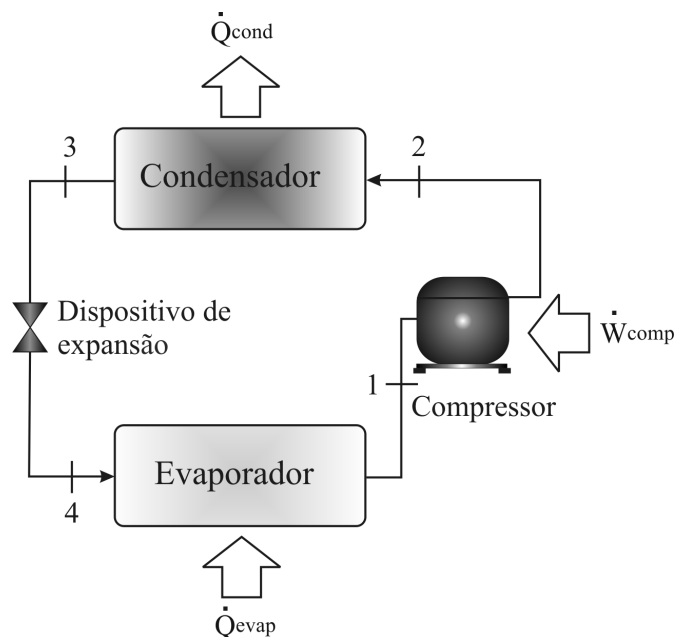 Q̇cond
3
2
Condensador
Dispositivo de
expansão
Ẇcomp
1
Compressor
Evaporador
4
Q̇evap